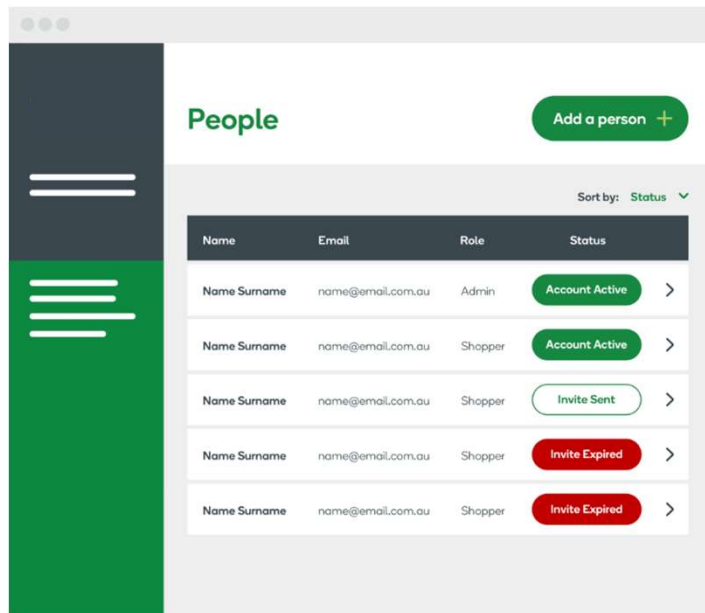 People
Add a person +
Sort by: Status
Name Email Role Status
Name Surname name@email.com.au Admin Account Active
Name Surname name@email.com.au Shopper Account Active
Name Surname name@email.com.au Shopper Invite Sent
Name Surname name@email.com.au Shopper Invite Expired
Name Surname name@email.com.au Shopper Invite Expired